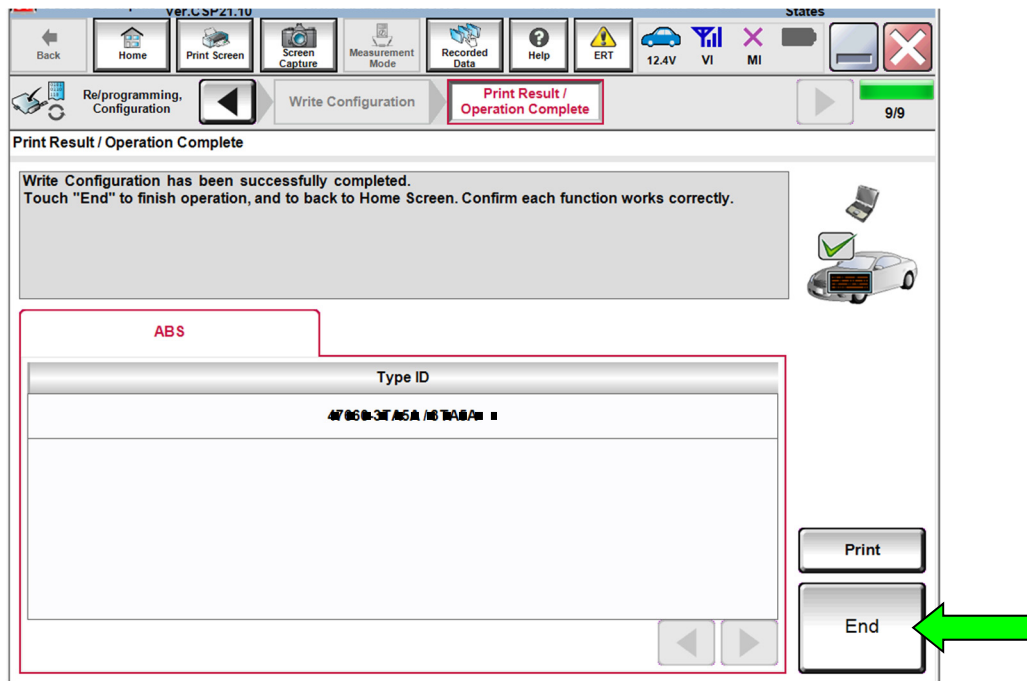 Ver.CSP21.10
States
Back
Home
Print Screen
Screen
Capture
Measurement
Mode
Recorded
Data
Help
ERT
12.4V
VI
MI
Re/programming,
Configuration
Write Configuration
Print Result /
Operation Complete
9/9
Print Result / Operation Complete
Write Configuration has been successfully completed.
Touch "End" to finish operation, and to back to Home Screen. Confirm each function works correctly.
ABS
Type ID
Print
End